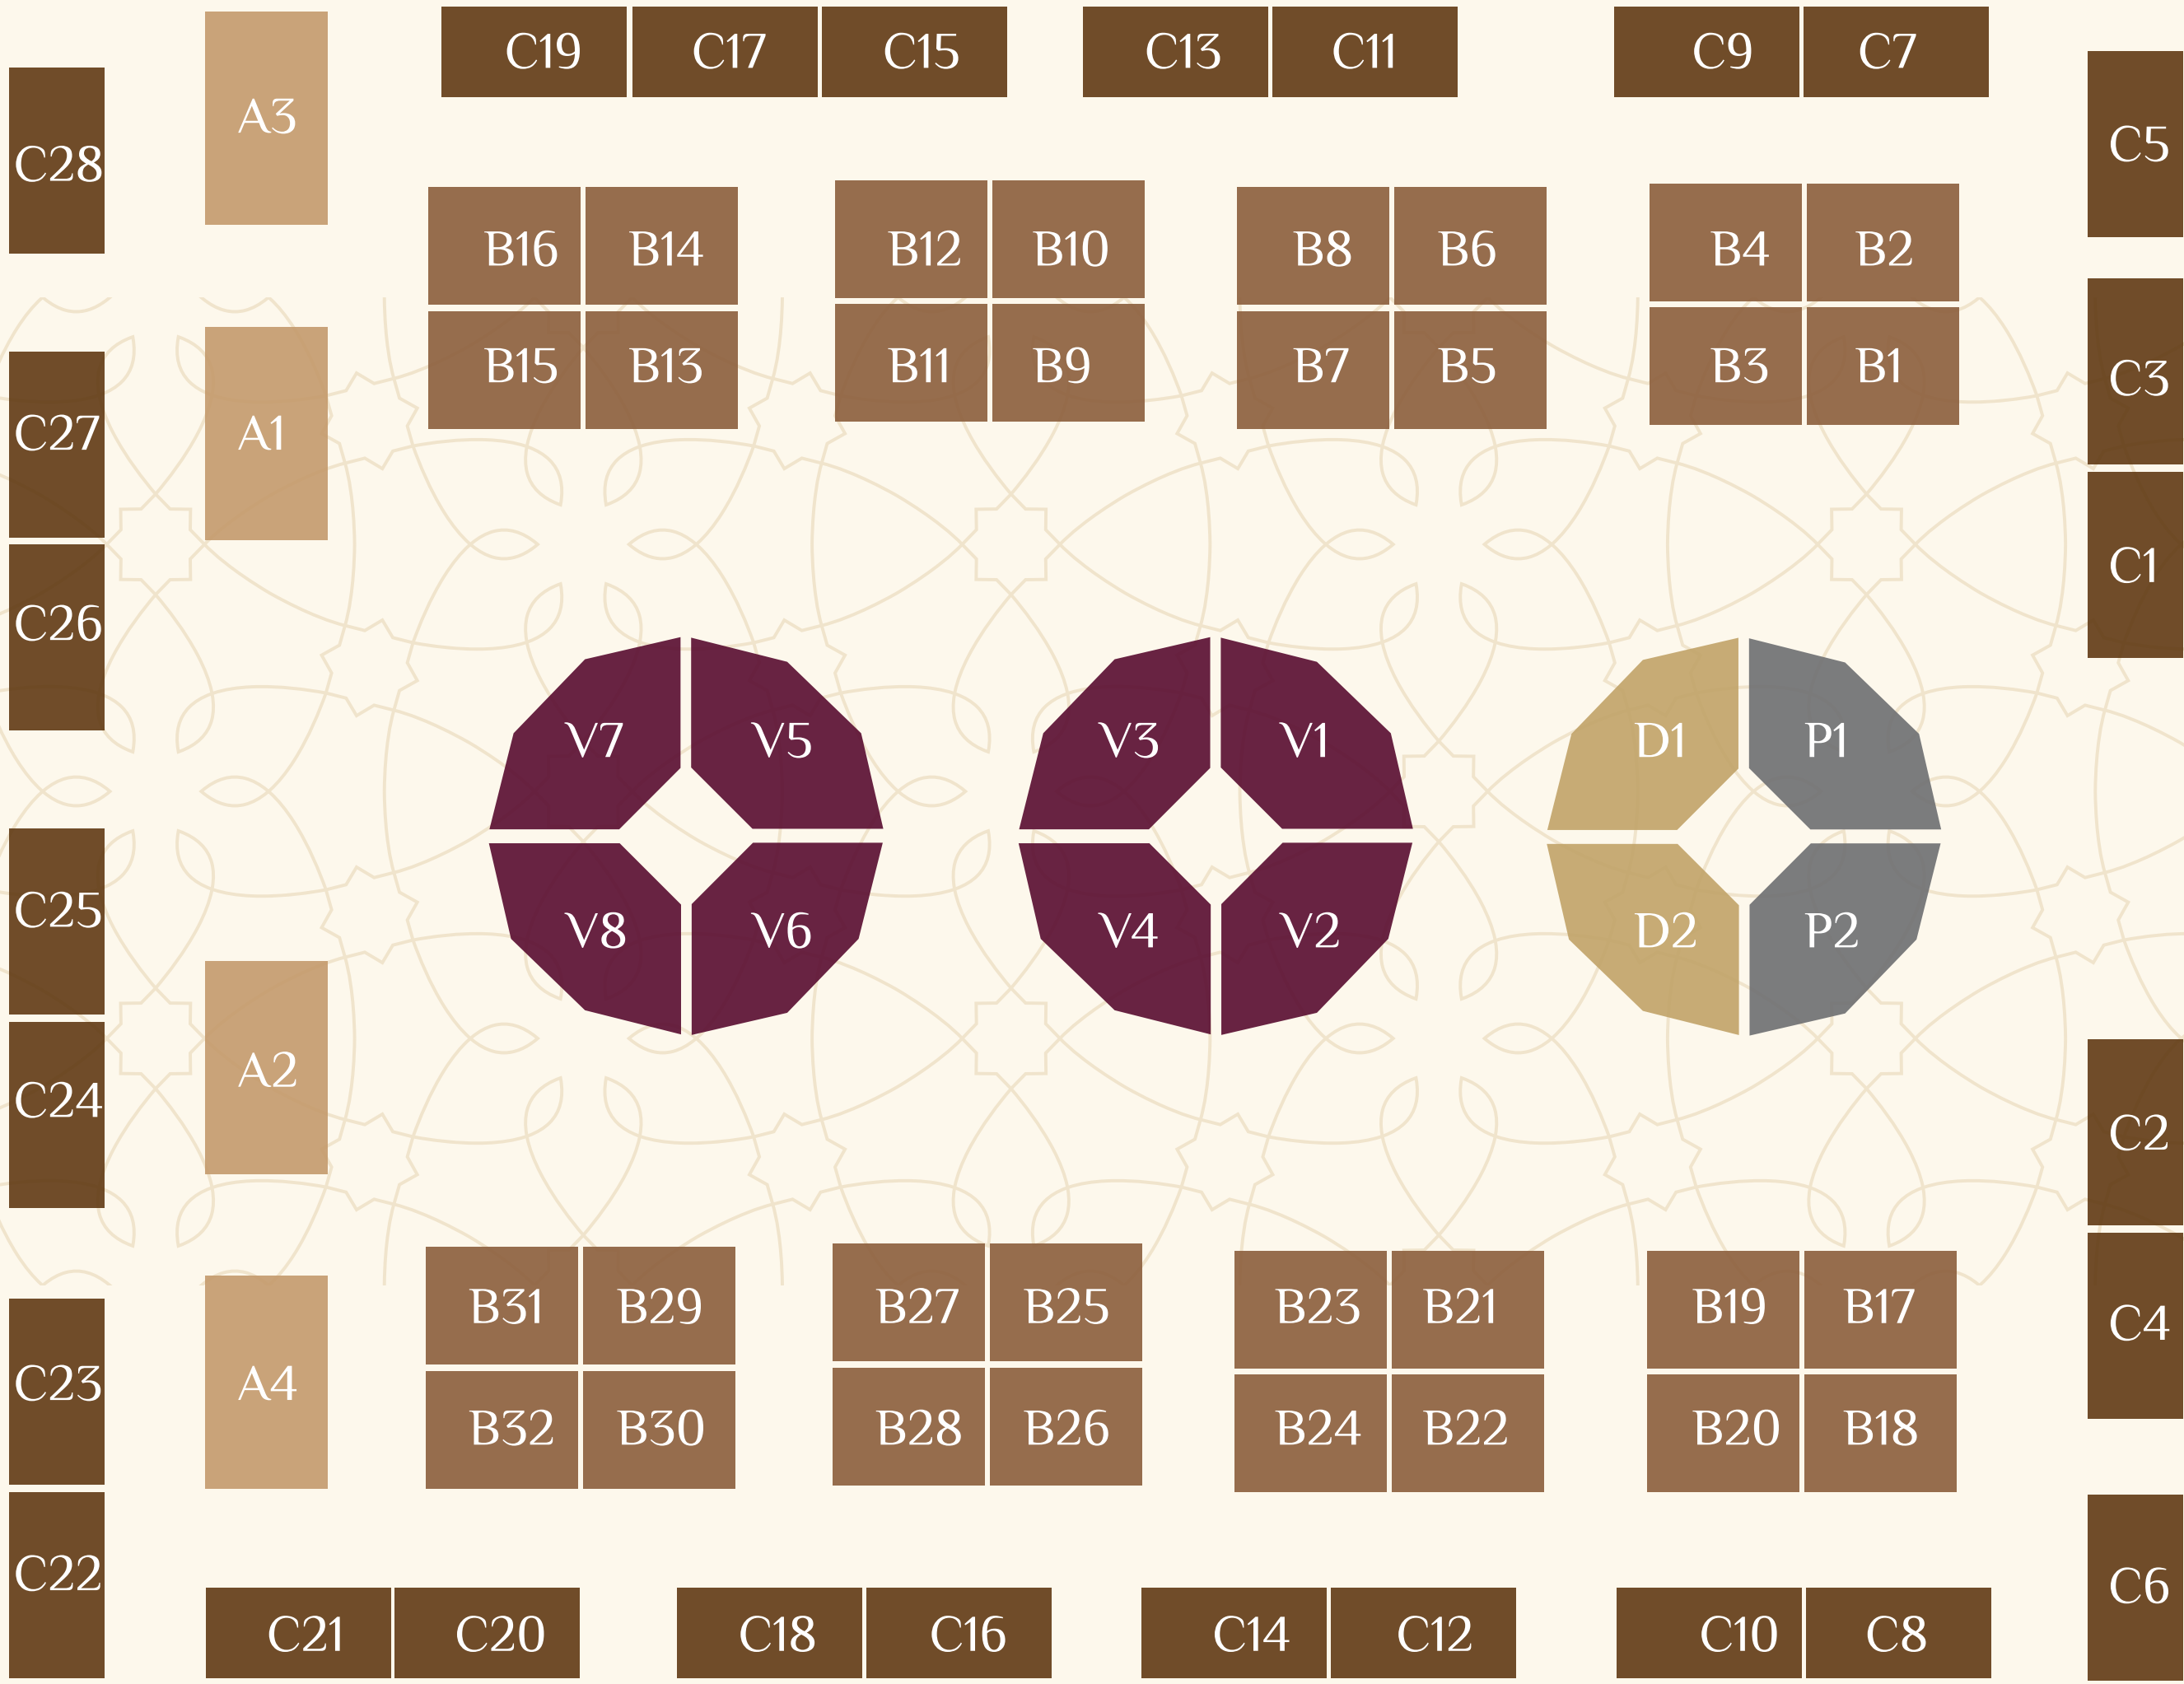 C19 C17 C15 C13 C11 C9 C7
C28 A3 C5
B16 B14 B12 B10 B8 B6 B4 B2
B15 B13 B11 B9 B7 B5 B3 B1 C3
C27 A1
C26 C1
V7 V5 V3 V1 D1 P1
C25 V8 V6 V4 V2 D2 P2
C24 A2 C2
B31 B29 B27 B25 B23 B21 B19 B17 C4
C23 A4
B32 B30 B28 B26 B24 B22 B20 B18
C22 C6
C21 C20 C18 C16 C14 C12 C10 C8